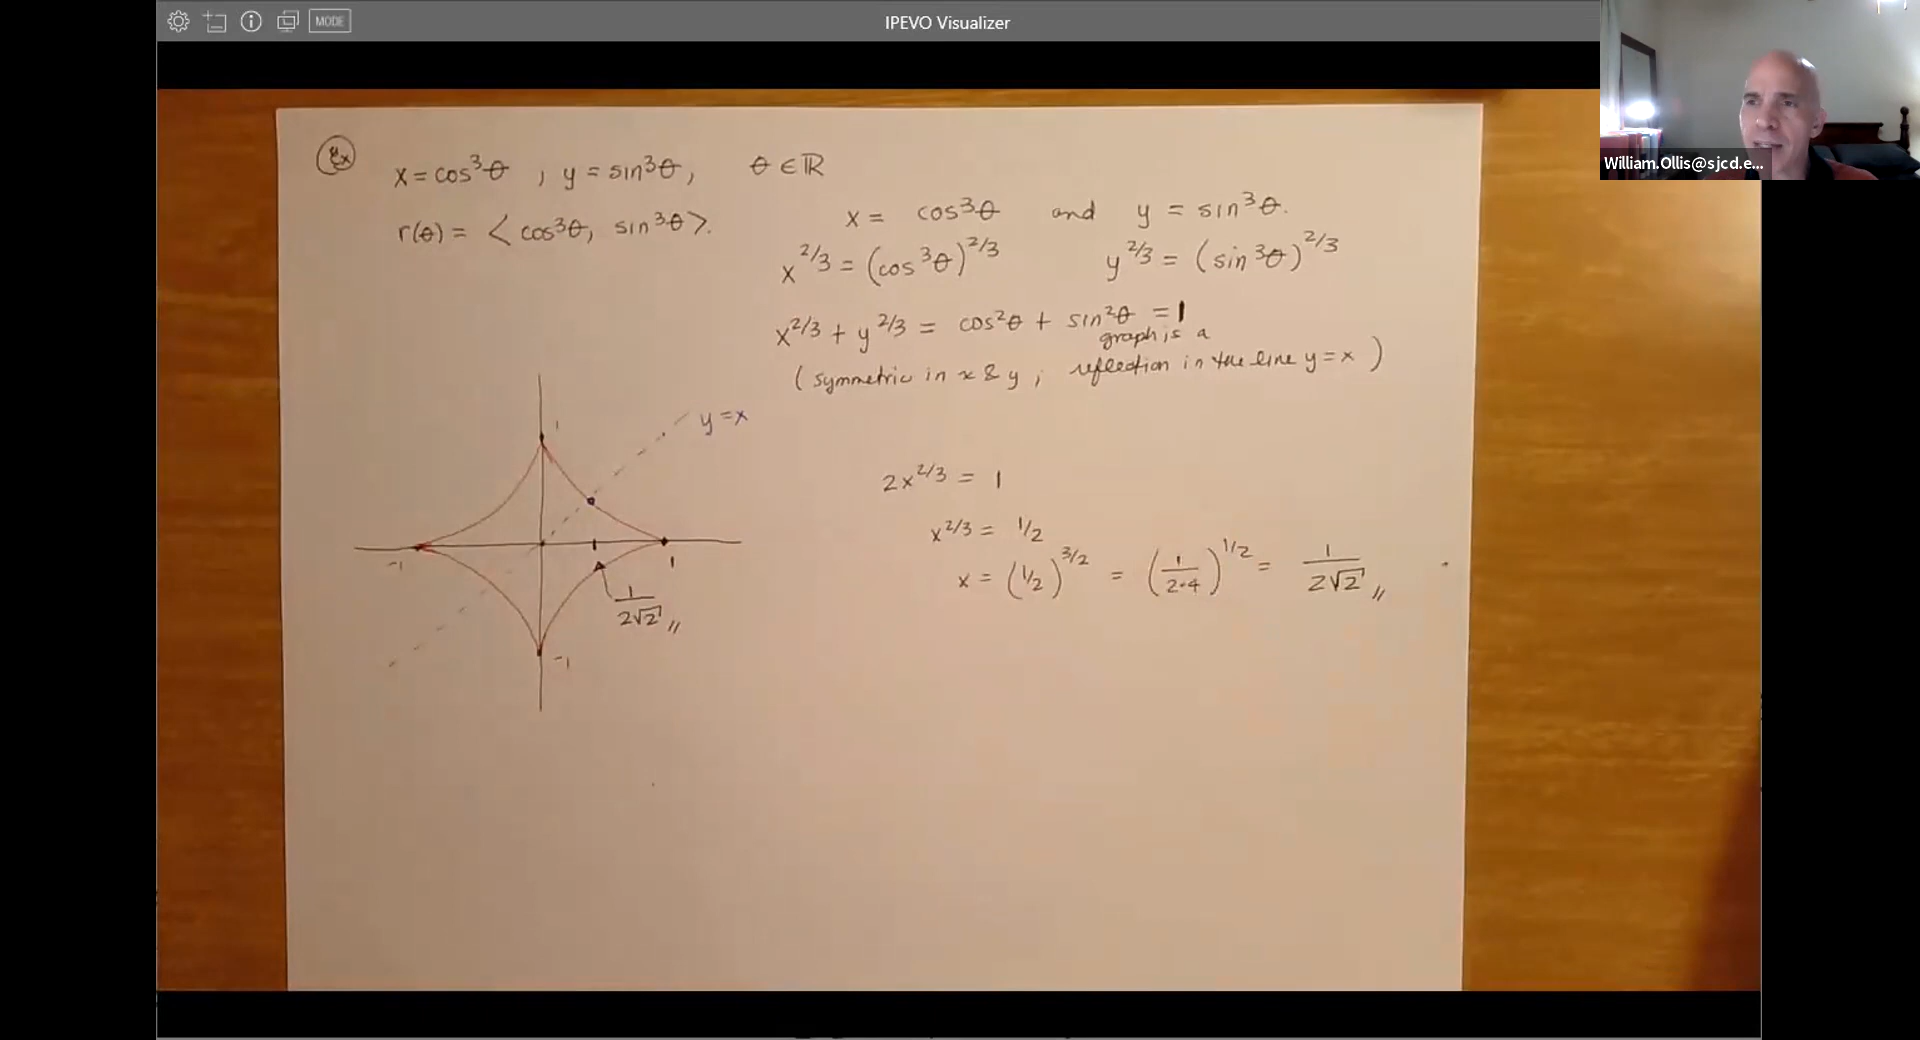 MODE
IPEVO Visualizer
William.Ollis@sjcd.e...
Ex
x = cos³θ , y = sin³θ, θ ∈ ℝ
r(θ) = < cos³θ, sin³θ >.
x = cos³θ and y = sin³θ.
x^2/3 = (cos³θ)^2/3 y^2/3 = (sin³θ)^2/3
x^2/3 + y^2/3 = cos²θ + sin²θ = 1
graph is a
(symmetric in x & y ; reflection in the line y = x)
y = x
1
-1
1
1/2√2 //
-1
2x^2/3 = 1
x^2/3 = 1/2
x = (1/2)^3/2 = (1/2·4)^1/2 = 1/2√2 //